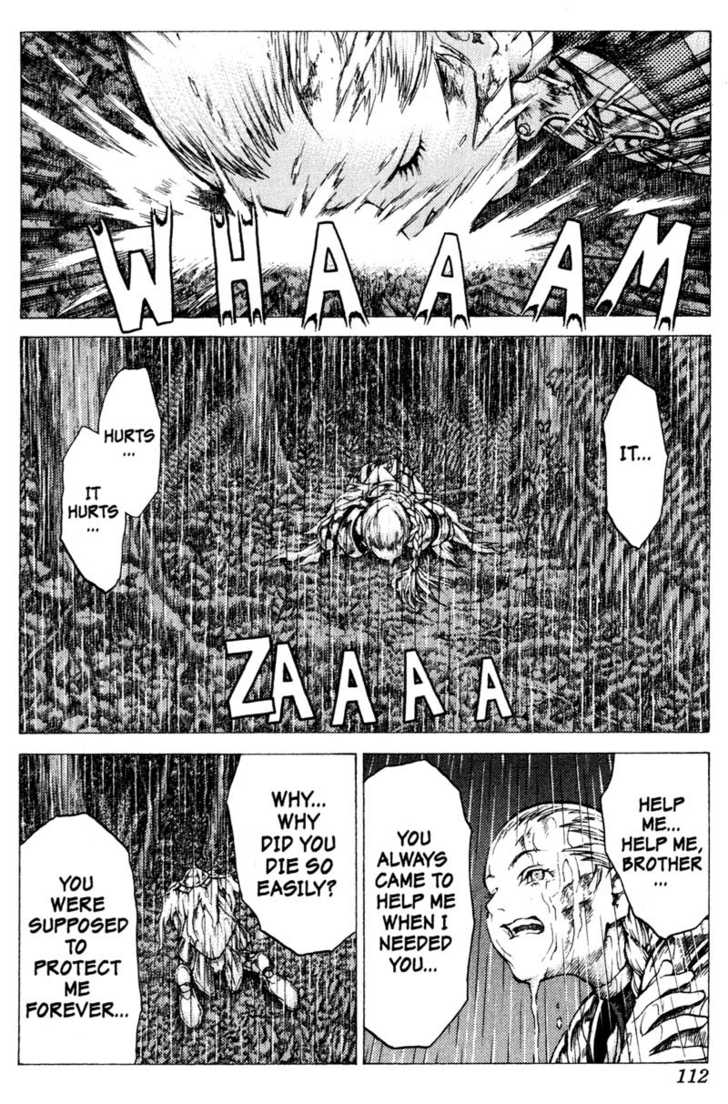 WHAAAM
IT...
HURTS
...
IT
HURTS
...
ZAAAAA
HELP
ME...
HELP ME,
BROTHER
...
YOU
ALWAYS
CAME TO
HELP ME
WHEN I
NEEDED
YOU...
WHY...
WHY
DID YOU
DIE SO
EASILY?
YOU
WERE
SUPPOSED
TO
PROTECT
ME
FOREVER...
112